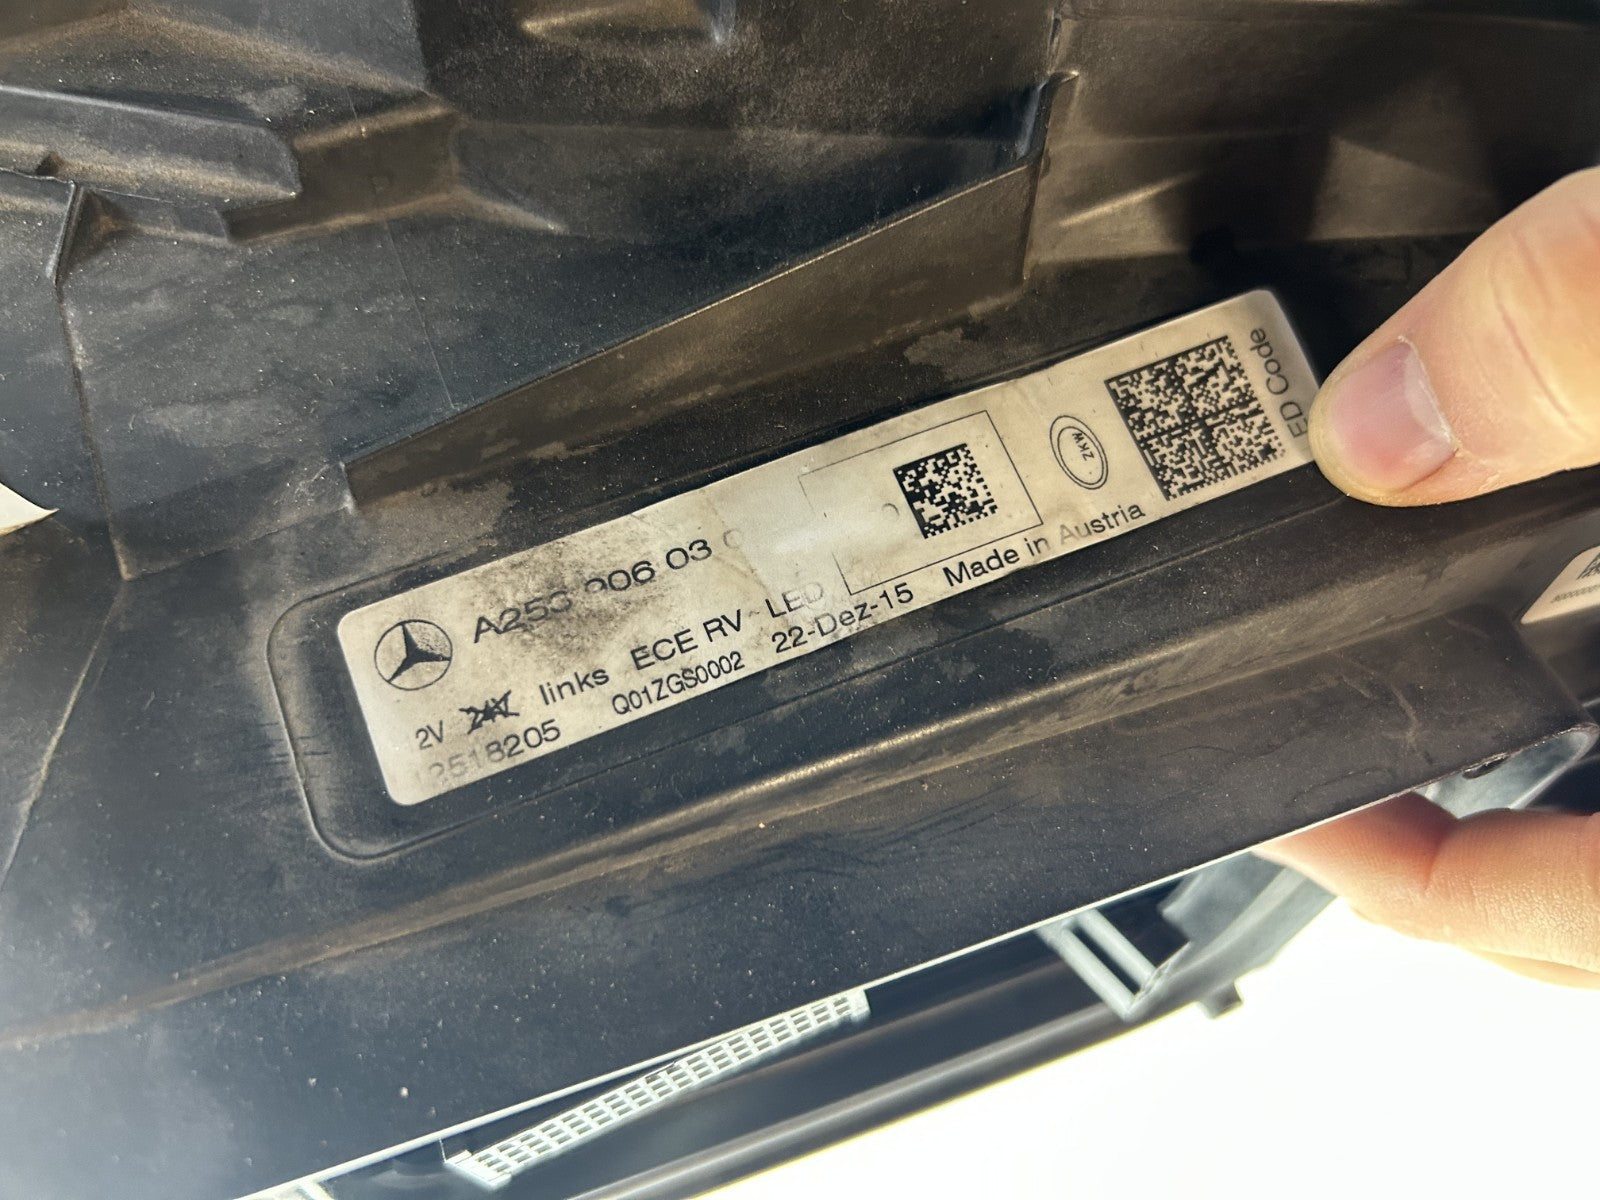 A253 906 03
2V 24V links ECE RV LED
12518205 Q01ZGS0002 22-Dez-15 Made in Austria
ZKW
ED Code